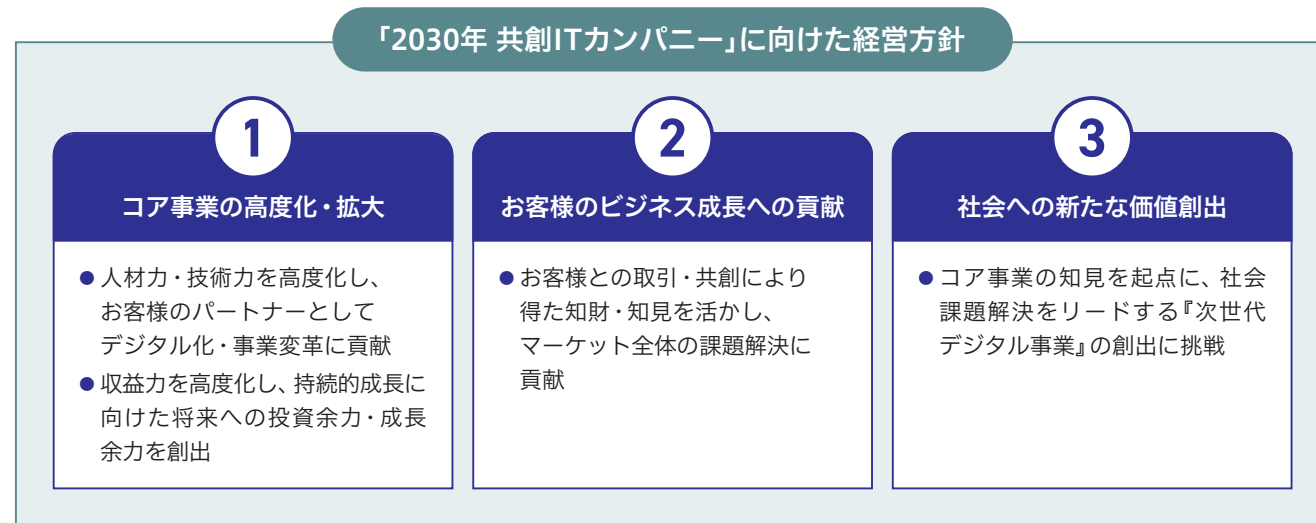 「2030年 共創ITカンパニー」に向けた経営方針
1
コア事業の高度化・拡大
● 人材力・技術力を高度化し、
お客様のパートナーとして
デジタル化・事業変革に貢献
● 収益力を高度化し、持続的成長に
向けた将来への投資余力・成長
余力を創出
2
お客様のビジネス成長への貢献
● お客様との取引・共創により
得た知財・知見を活かし、
マーケット全体の課題解決に
貢献
3
社会への新たな価値創出
● コア事業の知見を起点に、社会
課題解決をリードする『次世代
デジタル事業』の創出に挑戦